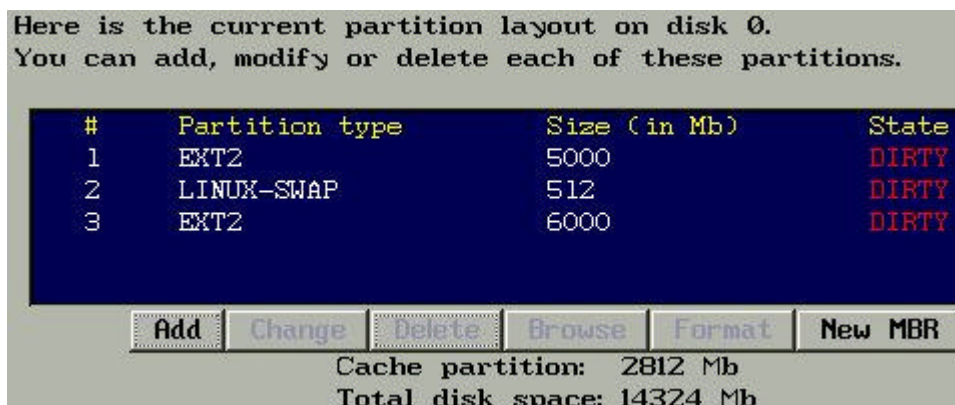 Here is the current partition layout on disk 0.
You can add, modify or delete each of these partitions.
# Partition type Size (in Mb) State
1 EXT2 5000 DIRTY
2 LINUX-SWAP 512 DIRTY
3 EXT2 6000 DIRTY
Add Change Delete Browse Format New MBR
Cache partition: 2812 Mb
Total disk space: 14324 Mb